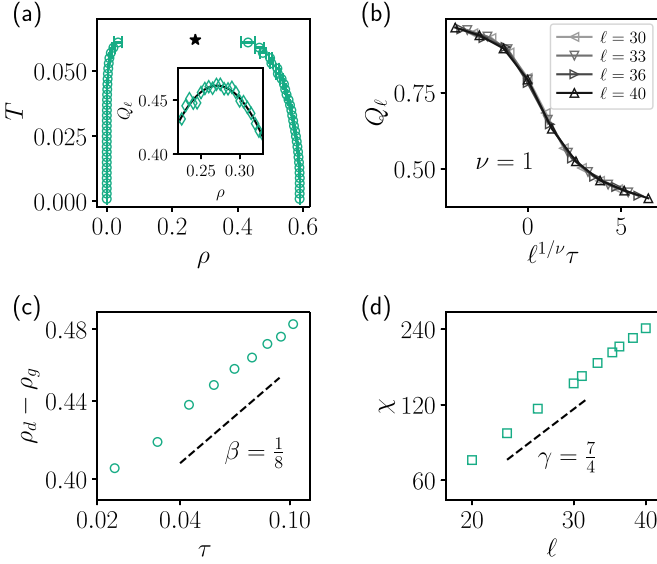 (a)
T
0.050
0.025
0.000
0.0
0.2
0.4
0.6
ρ
Q_ℓ
0.45
0.40
0.25
0.30
ρ
(b)
Q_ℓ
0.75
0.50
0
5
ℓ^{1/ν}τ
ν = 1
ℓ = 30
ℓ = 33
ℓ = 36
ℓ = 40
(c)
ρ_d − ρ_g
0.48
0.44
0.40
0.02
0.04
0.10
τ
β = 1/8
(d)
χ
240
120
60
20
30
40
ℓ
γ = 7/4